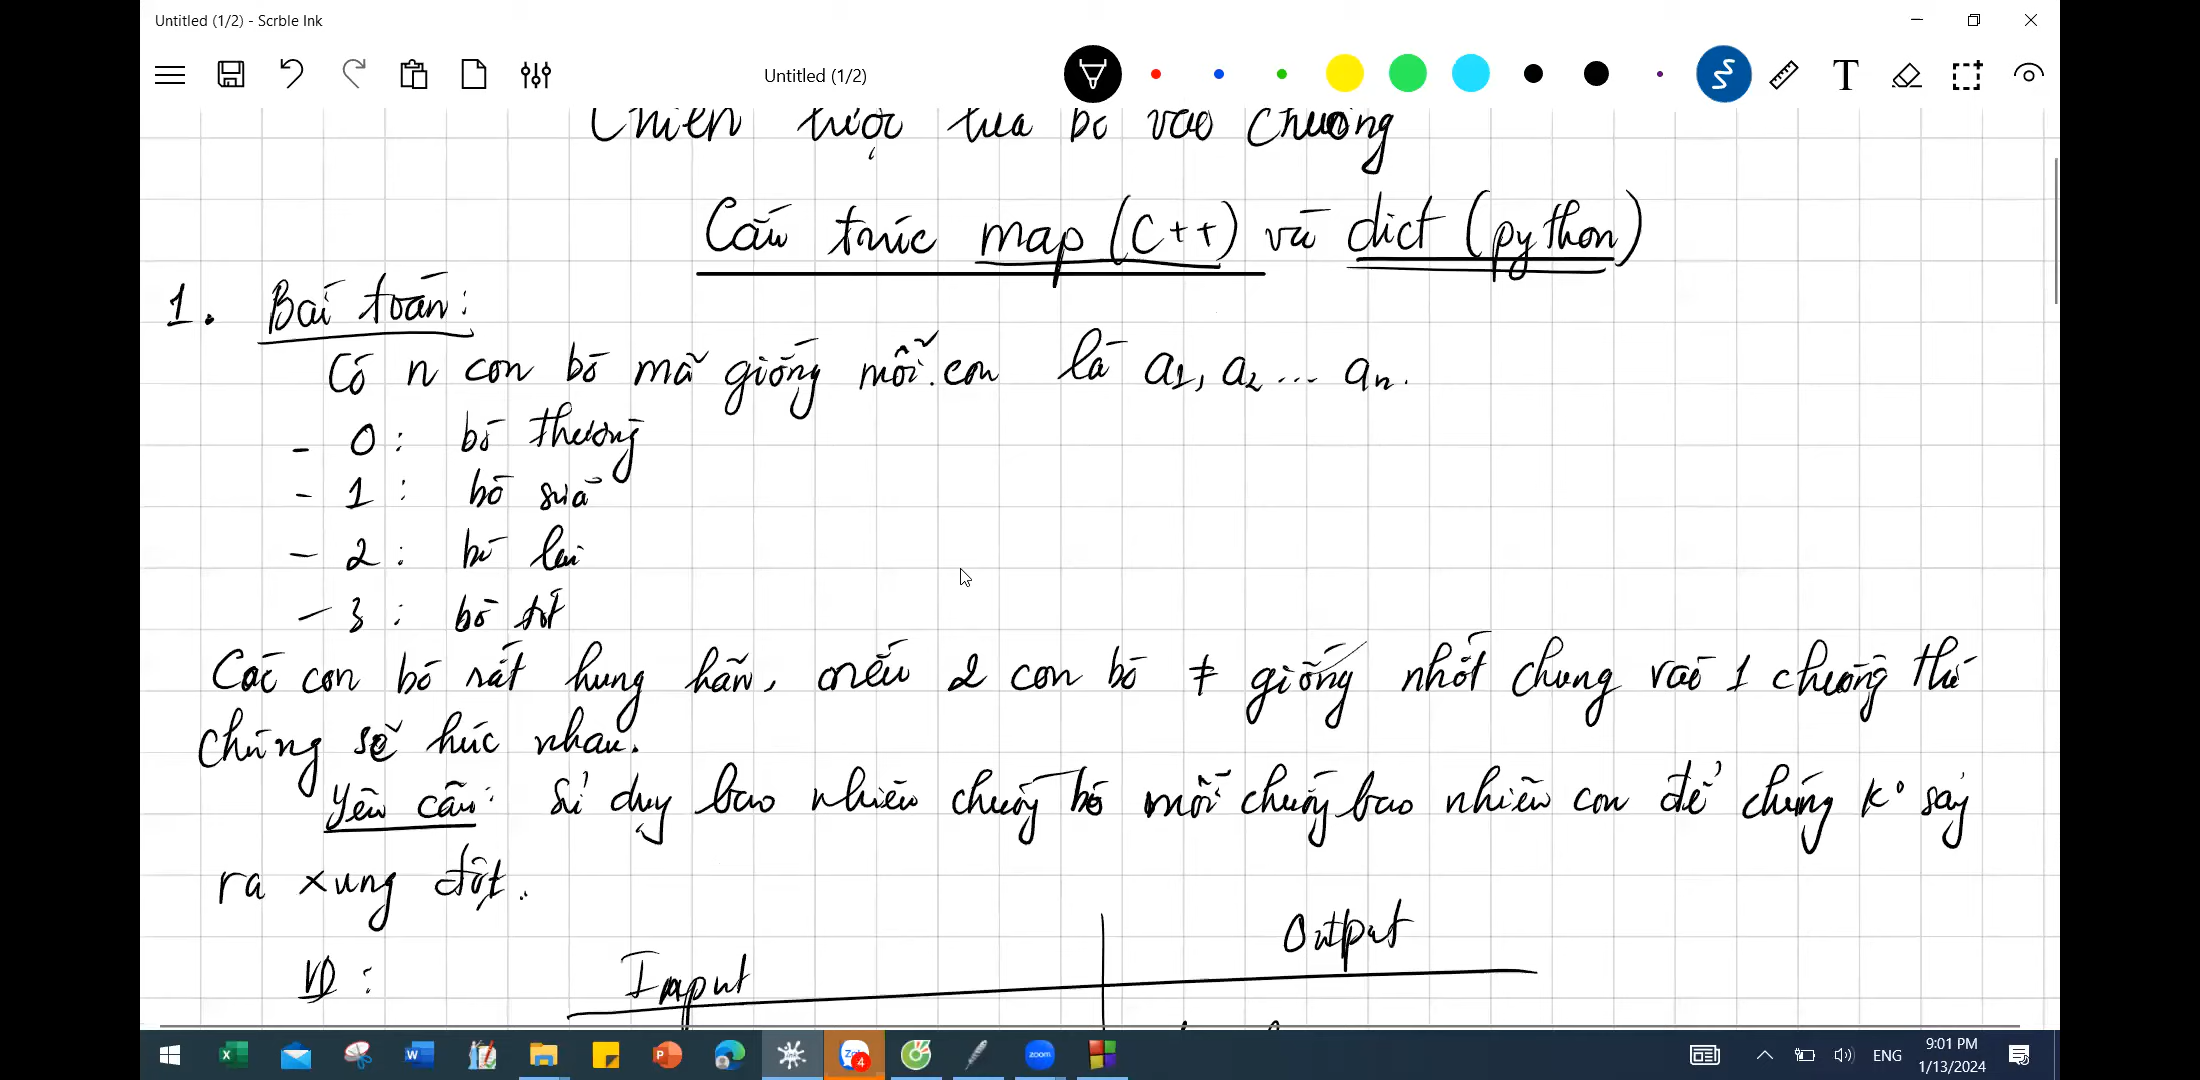 Untitled (1/2) - Scrble Ink
Untitled (1/2)
T
Chiến lược lùa bò vào chuồng
Cấu trúc map (C++) và dict (python)
1. Bài toán:
Có n con bò mã giống mỗi con là a1, a2 ... an.
- 0: bò thường
- 1: bò sữa
- 2: bò lai
- 3: bò tót
Các con bò rất hung hãn, nếu 2 con bò ≠ giống nhốt chung vào 1 chuồng thì
chúng sẽ húc nhau.
Yêu cầu: Sử dụng bao nhiêu chuồng bò mỗi chuồng bao nhiêu con để chúng k° sảy
ra xung đột.
VD: Input Output
zoom
ENG
9:01 PM
1/13/2024
4